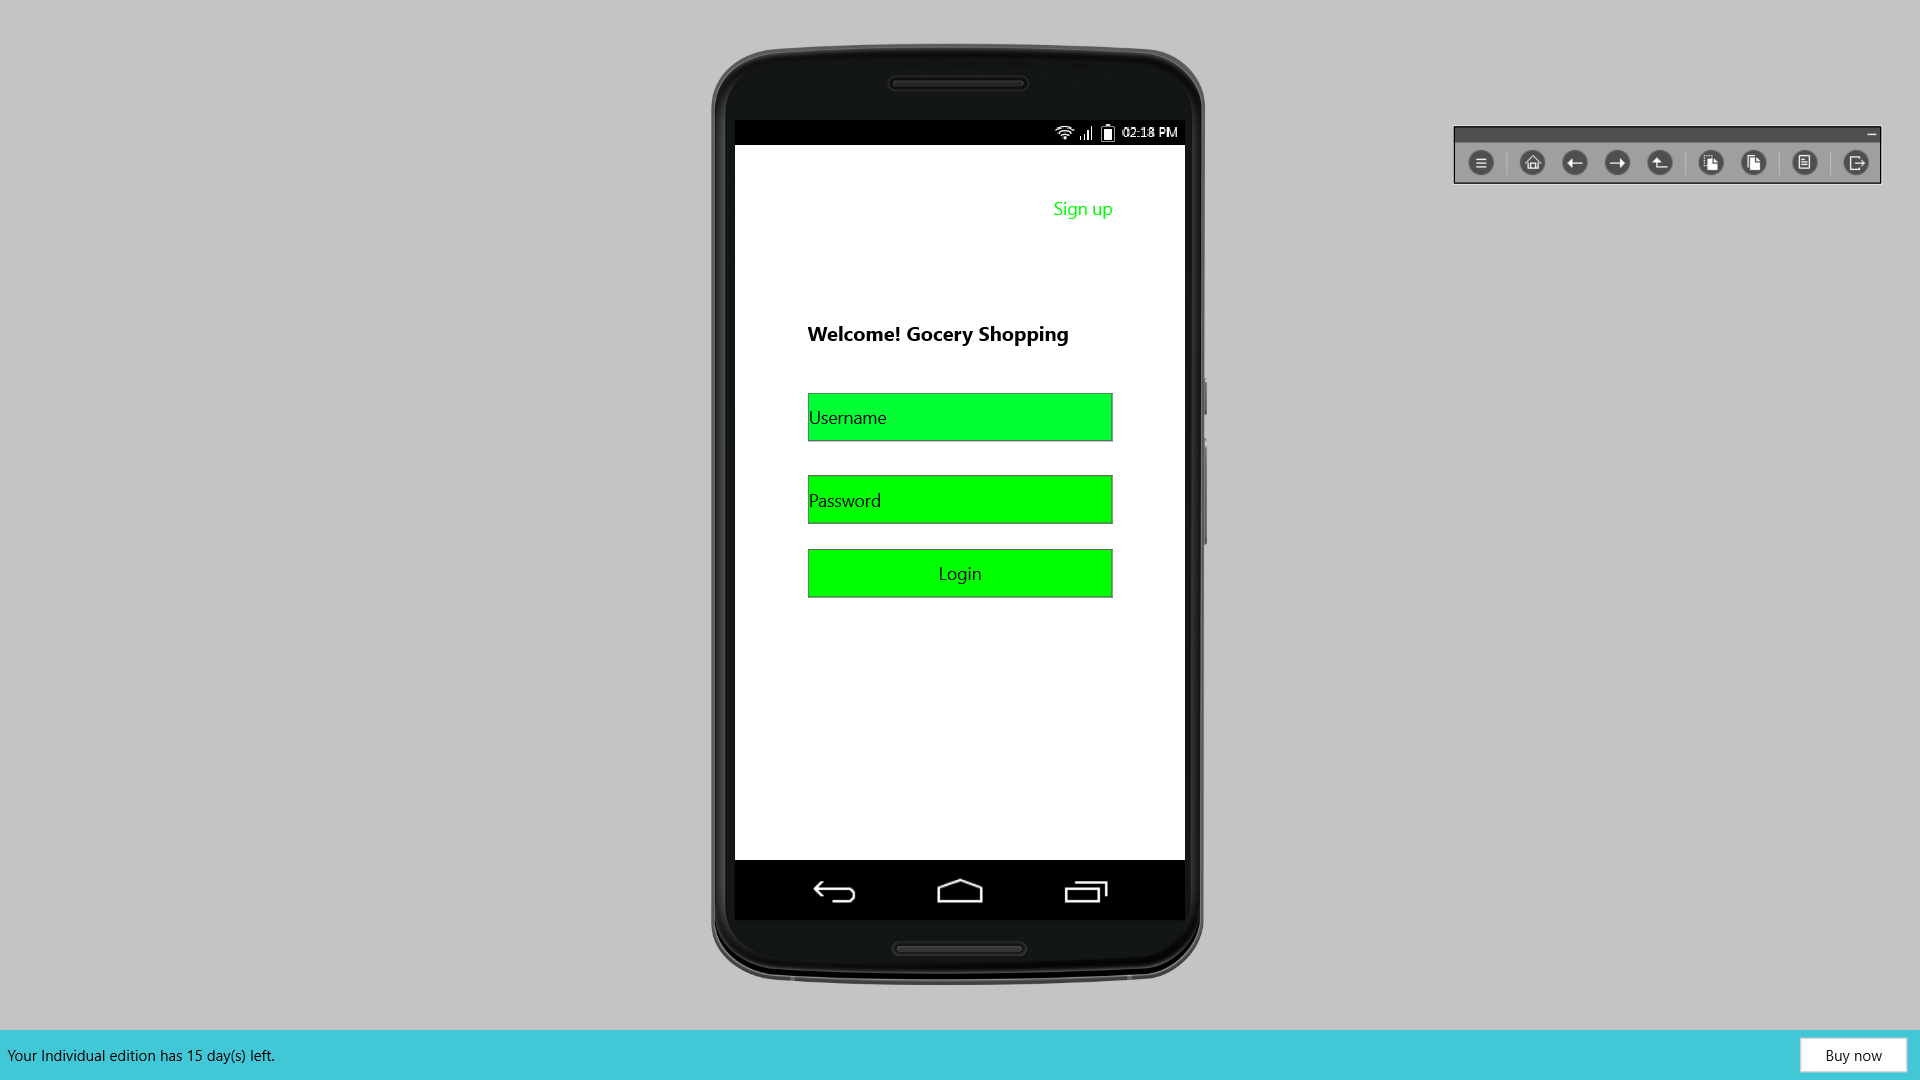 02:18 PM
Sign up
Welcome! Gocery Shopping
Username
Password
Login
Your Individual edition has 15 day(s) left.
Buy now